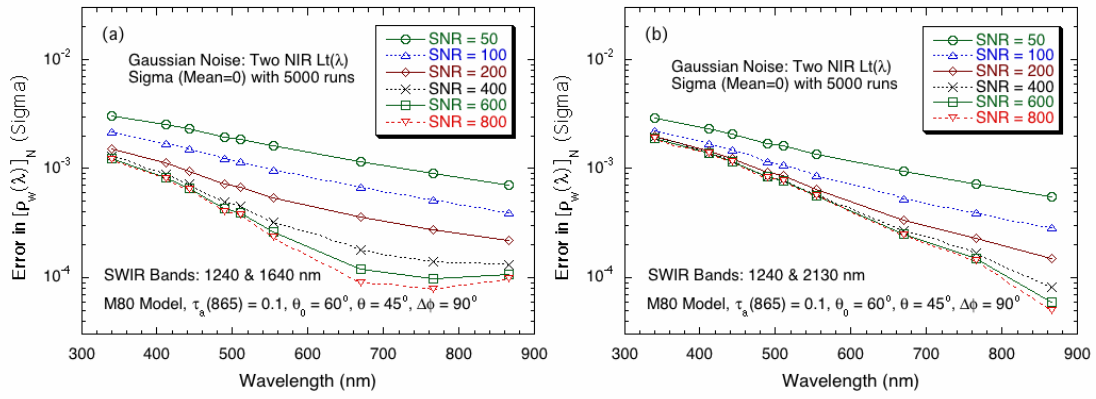 (a)
Gaussian Noise: Two NIR Lt(λ)
Sigma (Mean=0) with 5000 runs
SNR = 50
SNR = 100
SNR = 200
SNR = 400
SNR = 600
SNR = 800
10⁻²
10⁻³
10⁻⁴
Error in [ρw(λ)]N (Sigma)
SWIR Bands: 1240 & 1640 nm
M80 Model, τa(865) = 0.1, θ0 = 60°, θ = 45°, Δϕ = 90°
300 400 500 600 700 800 900
Wavelength (nm)
(b)
Gaussian Noise: Two NIR Lt(λ)
Sigma (Mean=0) with 5000 runs
SNR = 50
SNR = 100
SNR = 200
SNR = 400
SNR = 600
SNR = 800
10⁻²
10⁻³
10⁻⁴
Error in [ρw(λ)]N (Sigma)
SWIR Bands: 1240 & 2130 nm
M80 Model, τa(865) = 0.1, θ0 = 60°, θ = 45°, Δϕ = 90°
300 400 500 600 700 800 900
Wavelength (nm)